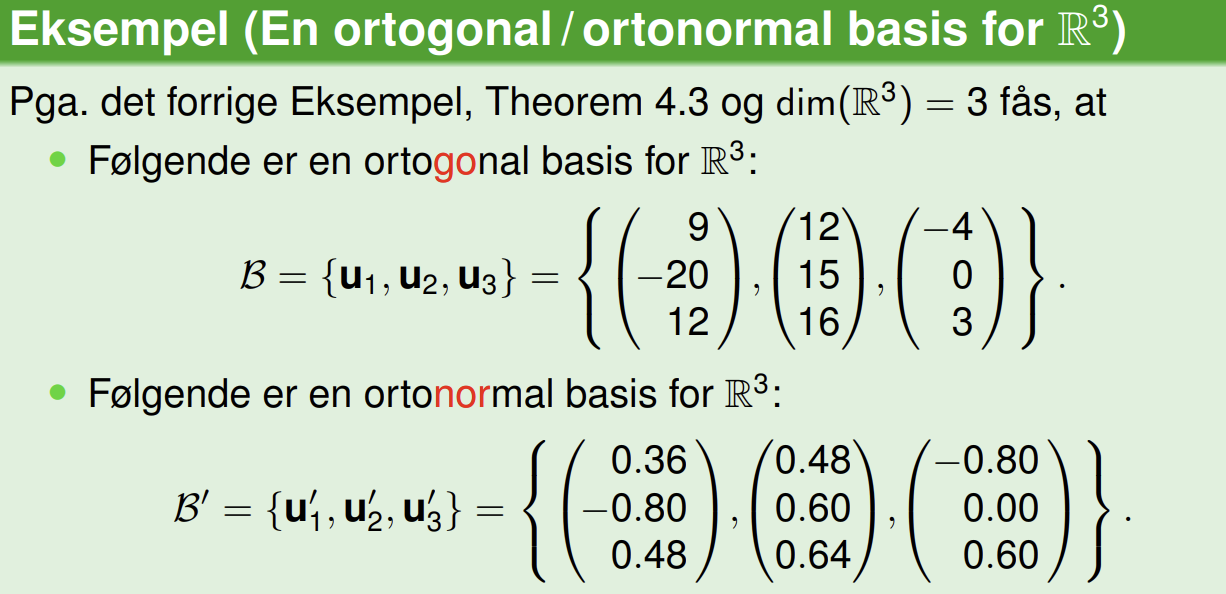 Eksempel (En ortogonal / ortonormal basis for ℝ³)
Pga. det forrige Eksempel, Theorem 4.3 og dim(ℝ³) = 3 fås, at
• Følgende er en ortogonal basis for ℝ³:
ℬ = {u₁, u₂, u₃} = { (9, −20, 12), (12, 15, 16), (−4, 0, 3) }.
• Følgende er en ortonormal basis for ℝ³:
ℬ′ = {u′₁, u′₂, u′₃} = { (0.36, −0.80, 0.48), (0.48, 0.60, 0.64), (−0.80, 0.00, 0.60) }.